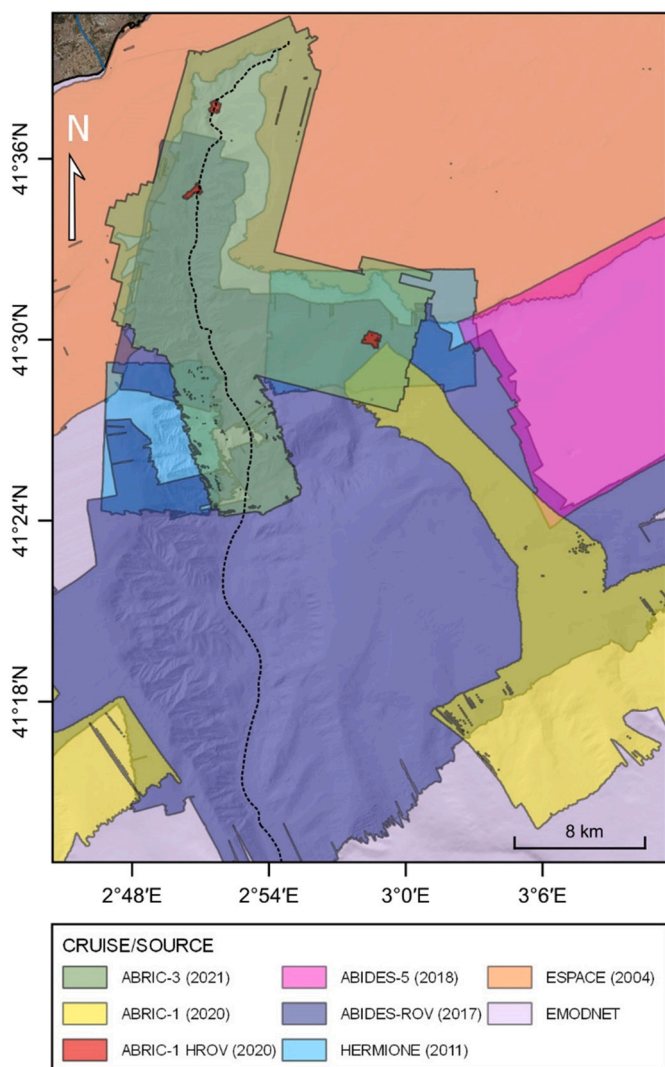 N
41°36'N
41°30'N
41°24'N
41°18'N
8 km
2°48'E 2°54'E 3°0'E 3°6'E
CRUISE/SOURCE
ABRIC-3 (2021) ABIDES-5 (2018) ESPACE (2004)
ABRIC-1 (2020) ABIDES-ROV (2017) EMODNET
ABRIC-1 HROV (2020) HERMIONE (2011)